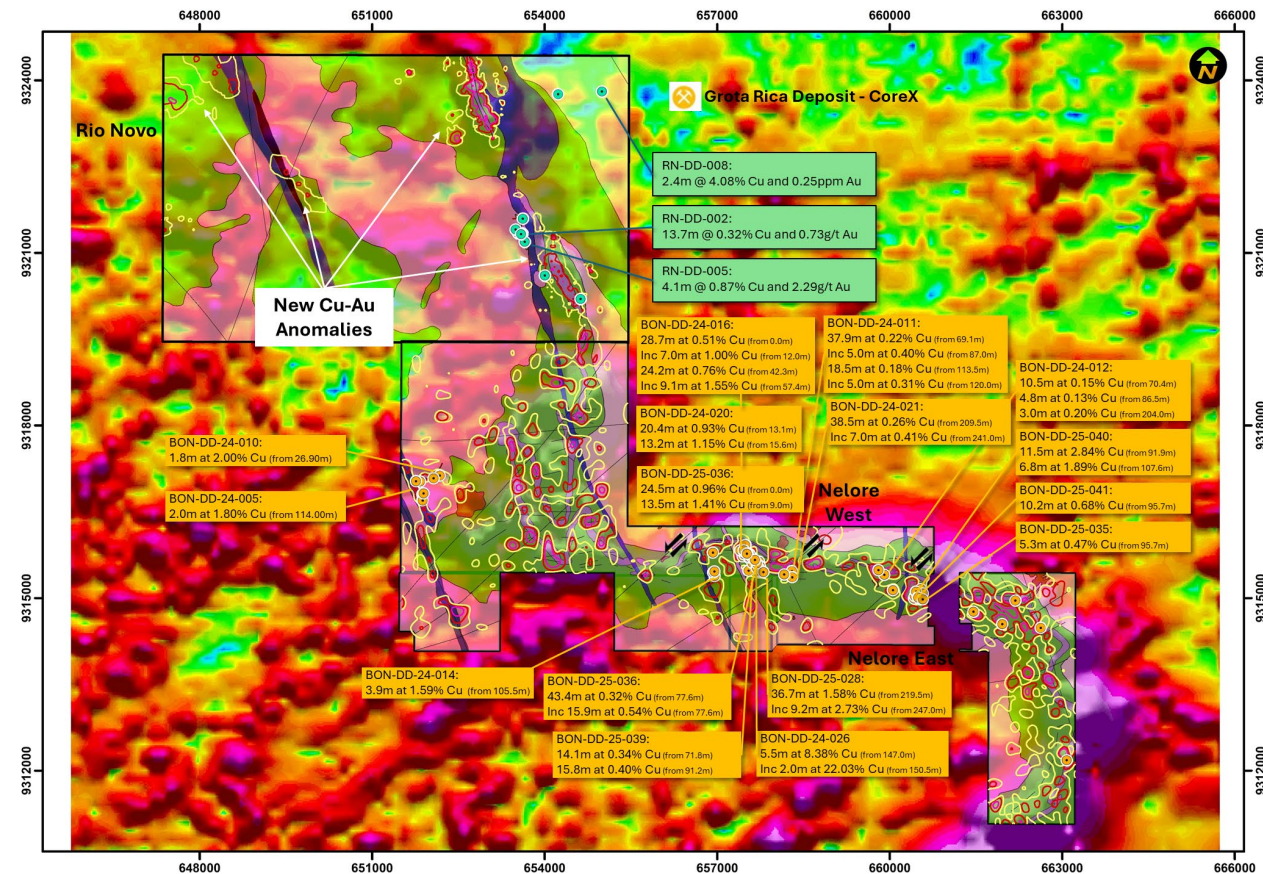 648000 651000 654000 657000 660000 663000 666000
9324000
9324000
N
Grota Rica Deposit - CoreX
Rio Novo
RN-DD-008:
2.4m @ 4.08% Cu and 0.25ppm Au
RN-DD-002:
13.7m @ 0.32% Cu and 0.73g/t Au
9321000
9321000
RN-DD-005:
4.1m @ 0.87% Cu and 2.29g/t Au
New Cu-Au
Anomalies
BON-DD-24-016:
28.7m at 0.51% Cu (from 0.0m)
Inc 7.0m at 1.00% Cu (from 12.0m)
24.2m at 0.76% Cu (from 42.3m)
Inc 9.1m at 1.55% Cu (from 57.4m)
BON-DD-24-011:
37.9m at 0.22% Cu (from 69.1m)
Inc 5.0m at 0.40% Cu (from 87.0m)
18.5m at 0.18% Cu (from 113.5m)
Inc 5.0m at 0.31% Cu (from 120.0m)
BON-DD-24-012:
10.5m at 0.15% Cu (from 70.4m)
4.8m at 0.13% Cu (from 86.5m)
3.0m at 0.20% Cu (from 204.0m)
BON-DD-24-020:
20.4m at 0.93% Cu (from 13.1m)
13.2m at 1.15% Cu (from 15.6m)
BON-DD-24-021:
38.5m at 0.26% Cu (from 209.5m)
Inc 7.0m at 0.41% Cu (from 241.0m)
9318000
9318000
BON-DD-25-040:
11.5m at 2.84% Cu (from 91.9m)
6.8m at 1.89% Cu (from 107.6m)
BON-DD-24-010:
1.8m at 2.00% Cu (from 26.90m)
BON-DD-25-036:
24.5m at 0.96% Cu (from 0.0m)
13.5m at 1.41% Cu (from 9.0m)
Nelore
West
BON-DD-25-041:
10.2m at 0.68% Cu (from 95.7m)
BON-DD-24-005:
2.0m at 1.80% Cu (from 114.00m)
BON-DD-25-035:
5.3m at 0.47% Cu (from 95.7m)
9315000
9315000
Nelore East
BON-DD-24-014:
3.9m at 1.59% Cu (from 105.5m)
BON-DD-25-036:
43.4m at 0.32% Cu (from 77.6m)
Inc 15.9m at 0.54% Cu (from 77.6m)
BON-DD-25-028:
36.7m at 1.58% Cu (from 219.5m)
Inc 9.2m at 2.73% Cu (from 247.0m)
BON-DD-25-039:
14.1m at 0.34% Cu (from 71.8m)
15.8m at 0.40% Cu (from 91.2m)
BON-DD-24-026
5.5m at 8.38% Cu (from 147.0m)
Inc 2.0m at 22.03% Cu (from 150.5m)
9312000
9312000
648000 651000 654000 657000 660000 663000 666000